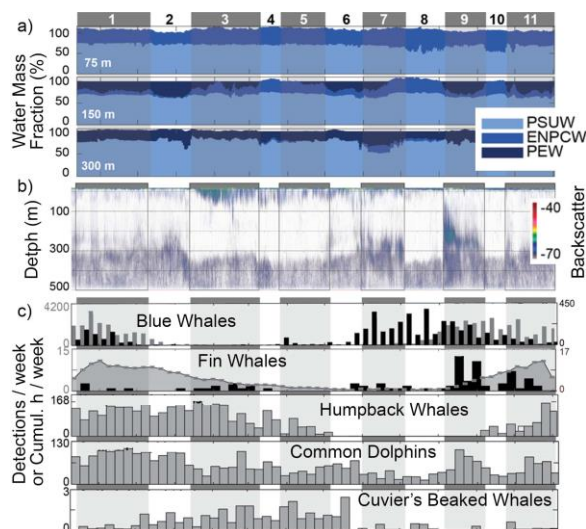 1 2 3 4 5 6 7 8 9 10 11
a)
100
50
0
75 m
100
50
0
150 m
100
50
0
300 m
Water Mass
Fraction (%)
PSUW
ENPCW
PEW
b)
100
300
500
Detpth (m)
-40
-70
Backscatter
c)
4200
0
Blue Whales
450
0
15
0
Fin Whales
17
0
168
0
Humpback Whales
130
0
Common Dolphins
3
0
Cuvier's Beaked Whales
Detections / week
or Cumul. h / week